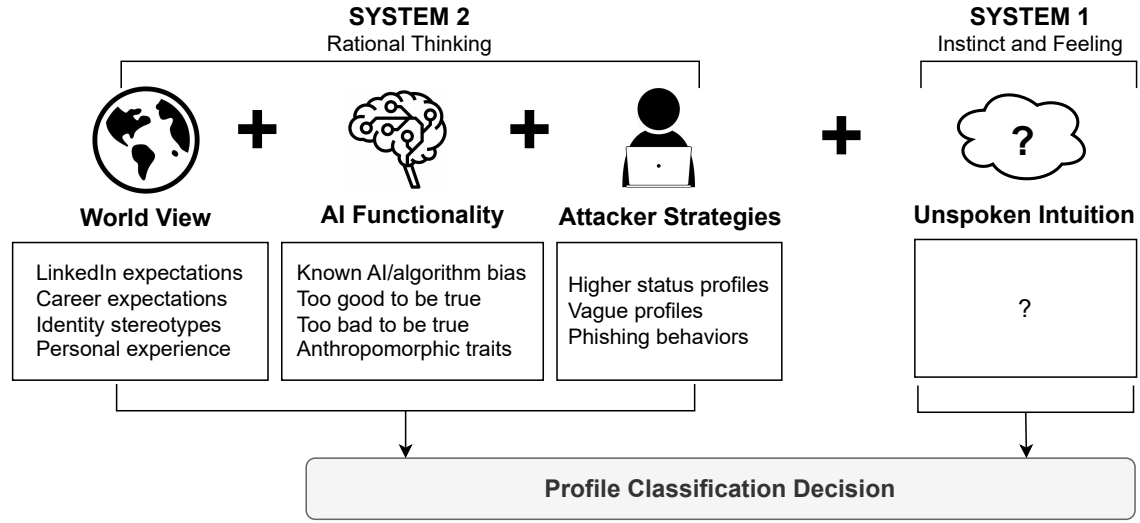 SYSTEM 2
Rational Thinking
SYSTEM 1
Instinct and Feeling
World View
AI Functionality
Attacker Strategies
?
Unspoken Intuition
LinkedIn expectations
Career expectations
Identity stereotypes
Personal experience
Known AI/algorithm bias
Too good to be true
Too bad to be true
Anthropomorphic traits
Higher status profiles
Vague profiles
Phishing behaviors
?
Profile Classification Decision